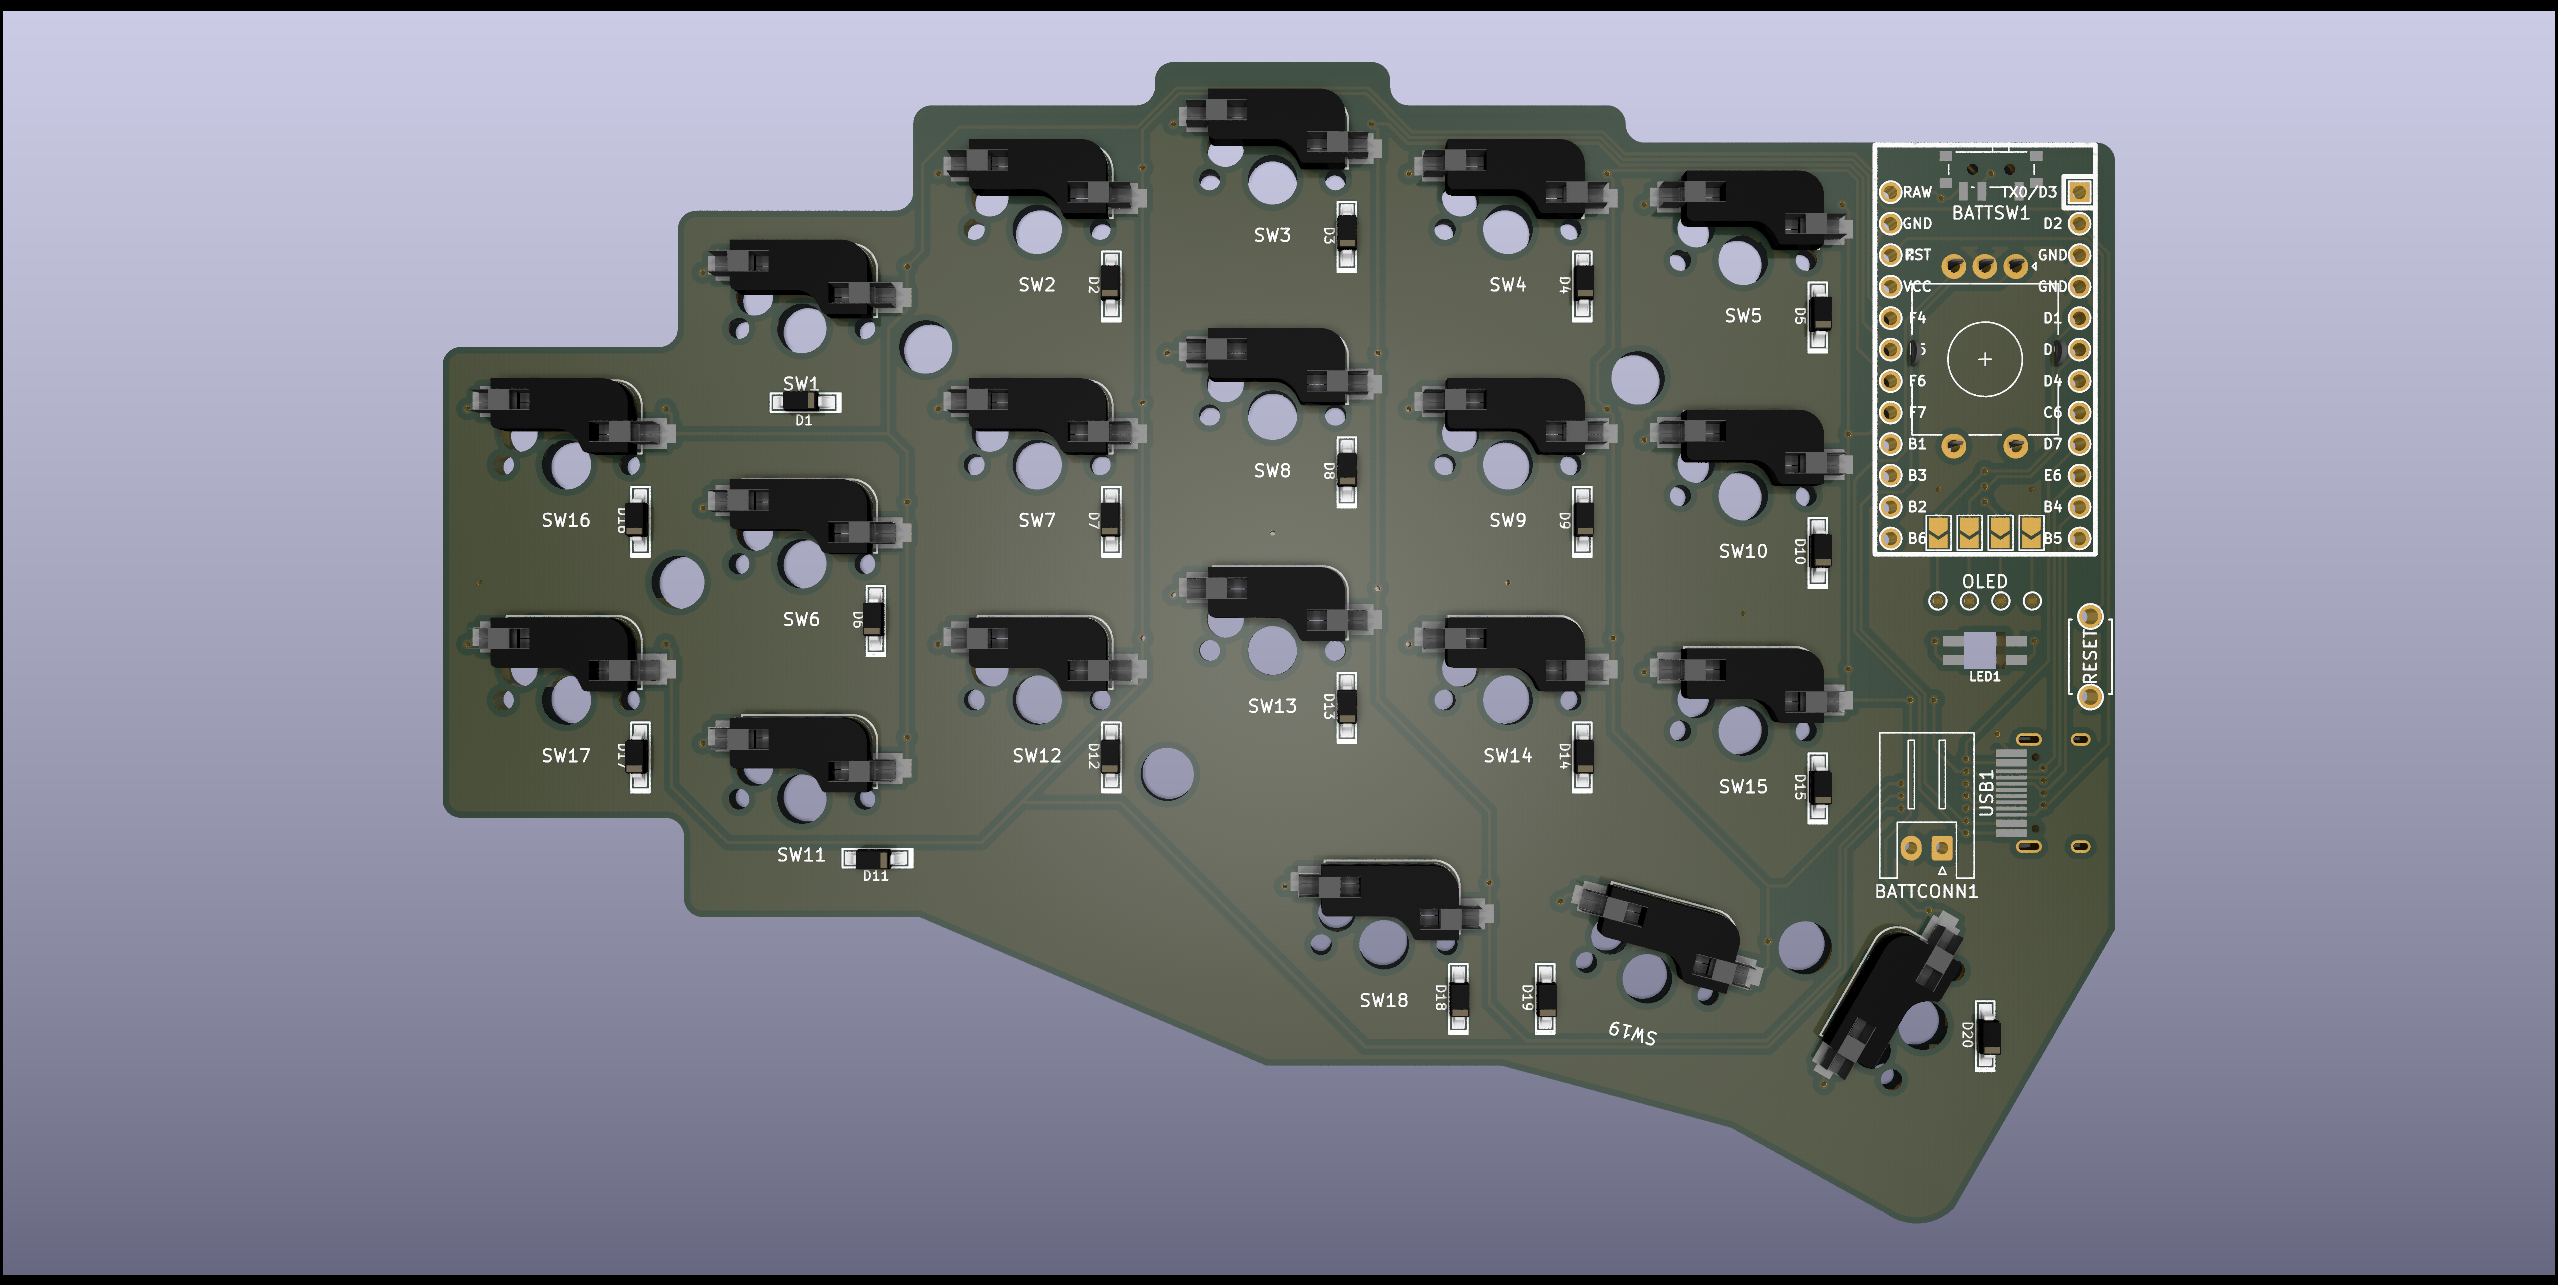 RAW TX0/D3
BATTSW1
GND D2
RST GND
VCC GND
F4 D1
F6 D4
F7 C6
B1 D7
B3 E6
B2 B4
B6 B5
SW3 D3
SW2 D2
SW4 D4
SW5 D5
SW1
D1
SW8 D8
SW16 D16
SW7 D7
SW9 D9
SW10 D10
SW6 D6
OLED
LED1
RESET
SW13 D13
SW17 D17
SW12 D12
SW14 D14
SW15 D15
USB1
SW11
D11
BATTCONN1
SW18 D18
D19
SW19
D20